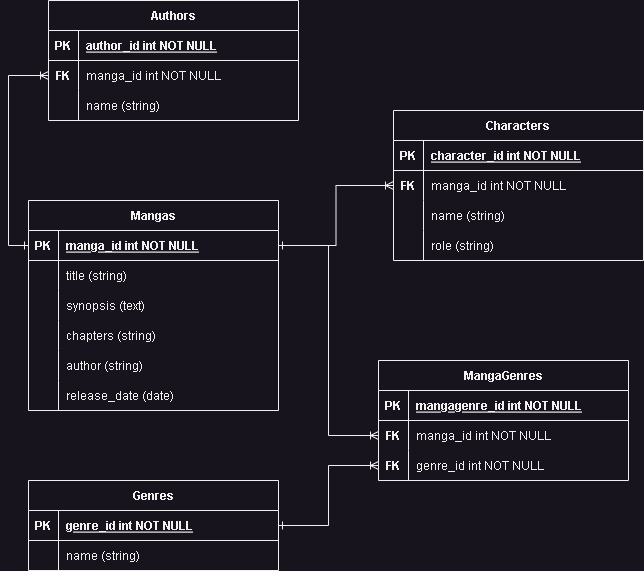 Authors
PK author_id int NOT NULL
FK manga_id int NOT NULL
name (string)
Characters
PK character_id int NOT NULL
FK manga_id int NOT NULL
name (string)
role (string)
Mangas
PK manga_id int NOT NULL
title (string)
synopsis (text)
chapters (string)
author (string)
release_date (date)
MangaGenres
PK mangagenre_id int NOT NULL
FK manga_id int NOT NULL
FK genre_id int NOT NULL
Genres
PK genre_id int NOT NULL
name (string)